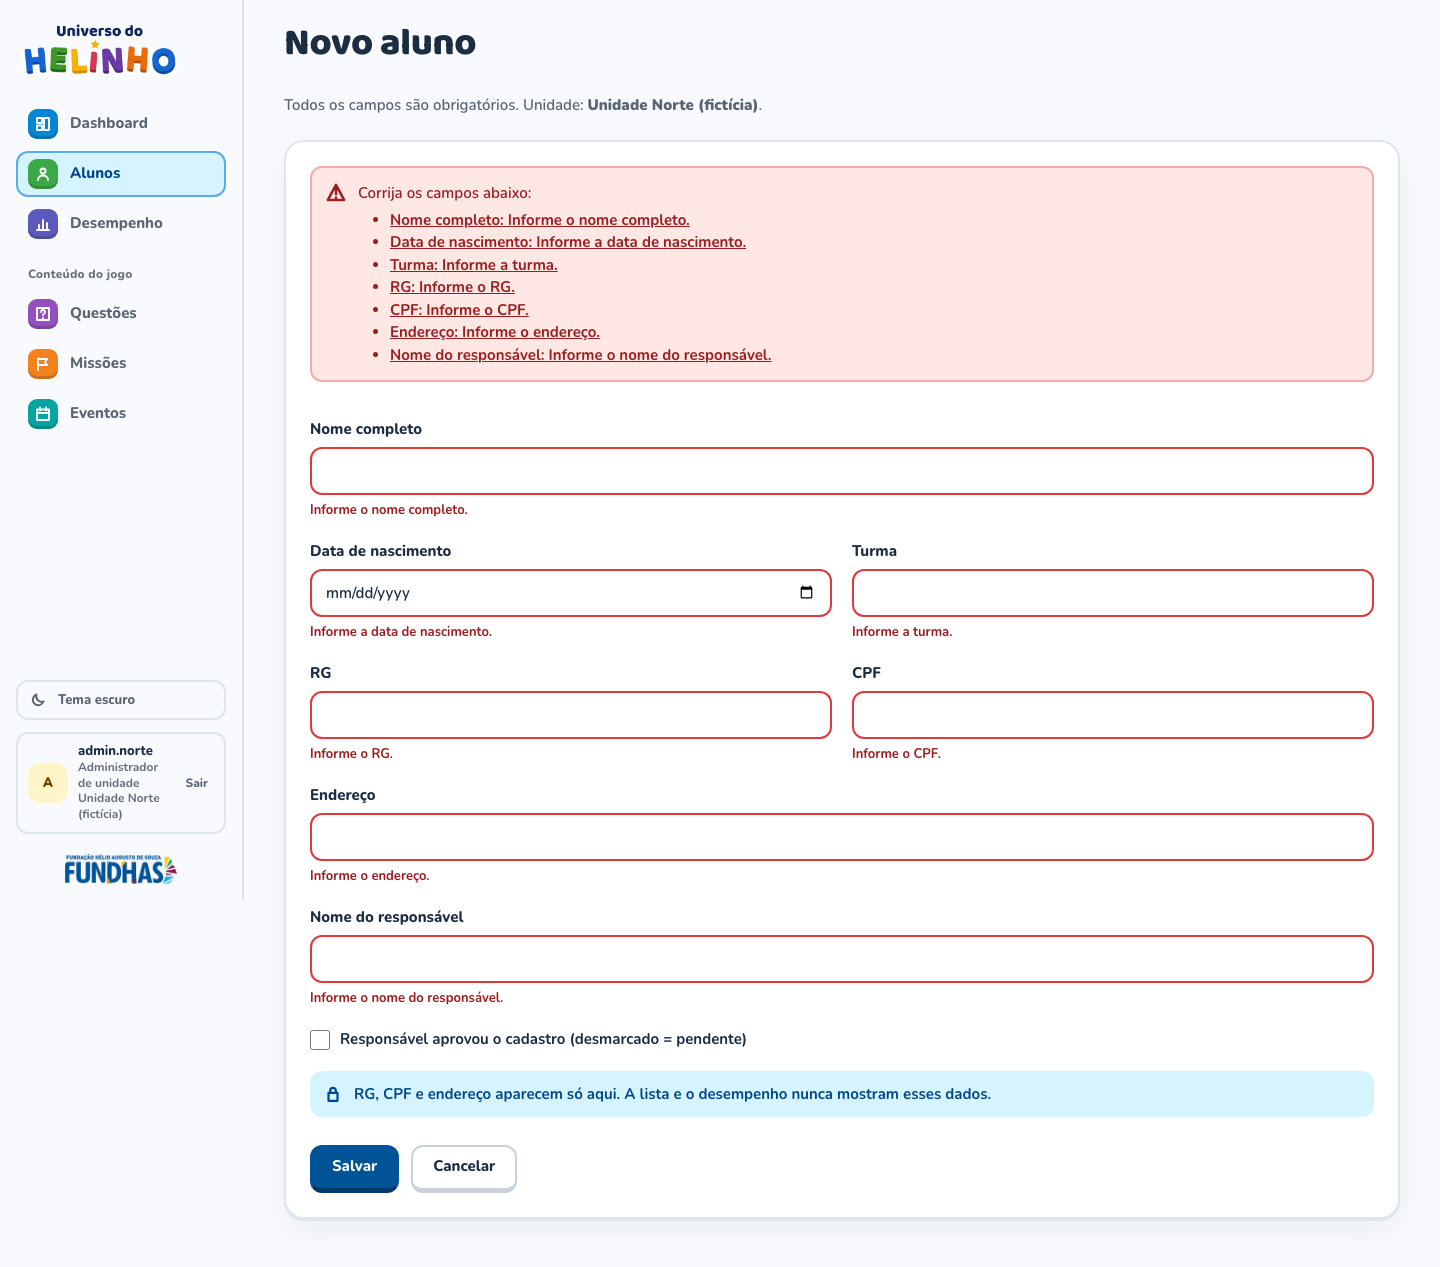 Universo do
HELINHO
Dashboard
Alunos
Desempenho
Conteúdo do jogo
Questões
Missões
Eventos
Tema escuro
A
admin.norte
Administrador
de unidade
Unidade Norte
(fictícia)
Sair
FUNDAÇÃO HÉLIO AUGUSTO DE SOUZA
FUNDHAS
Novo aluno
Todos os campos são obrigatórios. Unidade: Unidade Norte (fictícia).
Corrija os campos abaixo:
Nome completo: Informe o nome completo.
Data de nascimento: Informe a data de nascimento.
Turma: Informe a turma.
RG: Informe o RG.
CPF: Informe o CPF.
Endereço: Informe o endereço.
Nome do responsável: Informe o nome do responsável.
Nome completo
Informe o nome completo.
Data de nascimento
mm/dd/yyyy
Informe a data de nascimento.
Turma
Informe a turma.
RG
Informe o RG.
CPF
Informe o CPF.
Endereço
Informe o endereço.
Nome do responsável
Informe o nome do responsável.
Responsável aprovou o cadastro (desmarcado = pendente)
RG, CPF e endereço aparecem só aqui. A lista e o desempenho nunca mostram esses dados.
Salvar
Cancelar